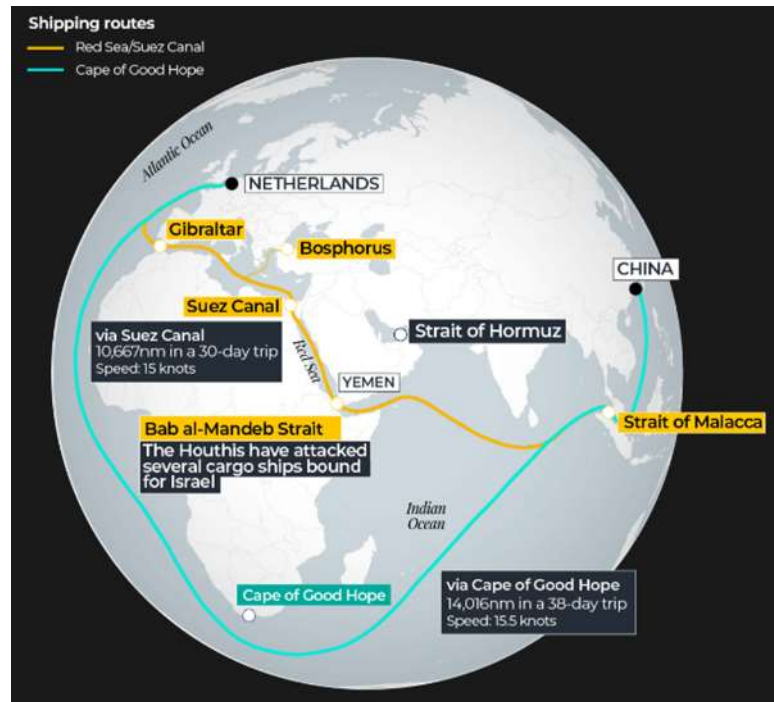 Shipping routes
Red Sea/Suez Canal
Cape of Good Hope
Atlantic Ocean
NETHERLANDS
Gibraltar
Bosphorus
CHINA
Suez Canal
via Suez Canal
10,667nm in a 30-day trip
Speed: 15 knots
Red Sea
Strait of Hormuz
YEMEN
Bab al-Mandeb Strait
The Houthis have attacked
several cargo ships bound
for Israel
Strait of Malacca
Indian
Ocean
Cape of Good Hope
via Cape of Good Hope
14,016nm in a 38-day trip
Speed: 15.5 knots